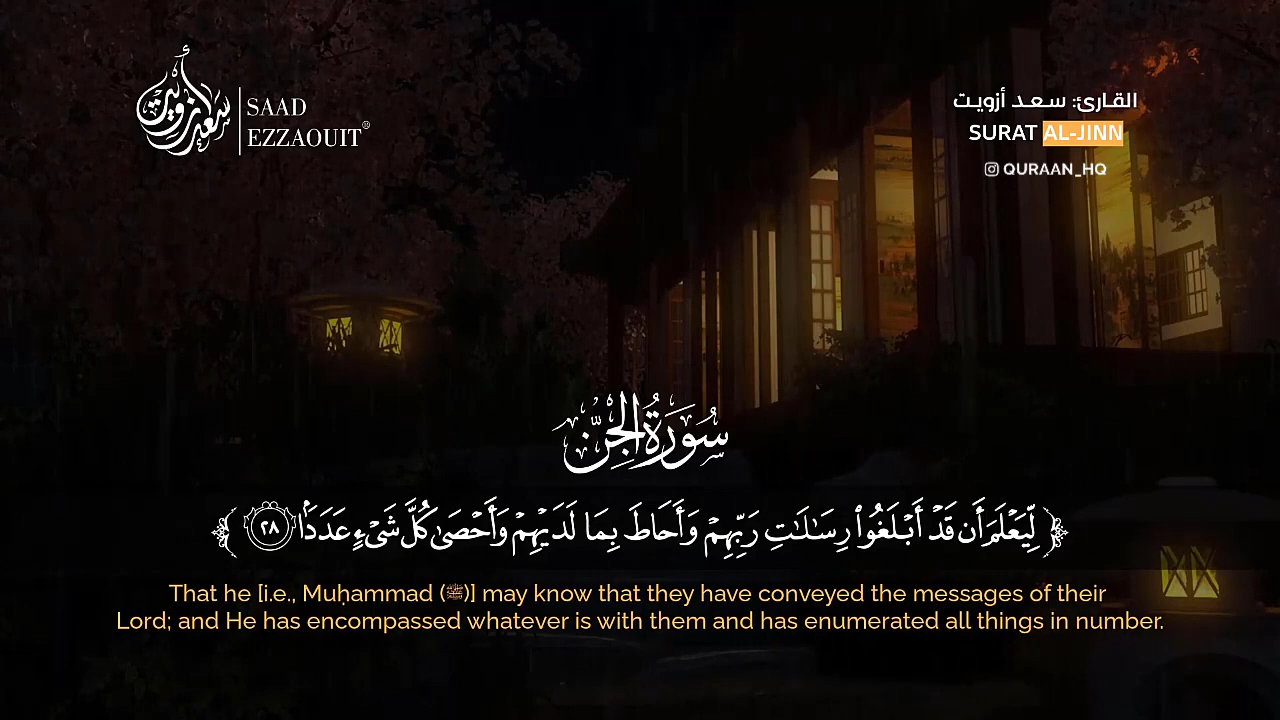 سعد أزويت
SAAD
EZZAOUIT®
القارئ: سعد أزويت
SURAT AL-JINN
QURAAN_HQ
سُورَةُ الجِنّ
لِّيَعْلَمَ أَن قَدْ أَبْلَغُوا۟ رِسَـٰلَـٰتِ رَبِّهِمْ وَأَحَاطَ بِمَا لَدَيْهِمْ وَأَحْصَىٰ كُلَّ شَىْءٍ عَدَدَۢا ٢٨
That he [i.e., Muḥammad (ﷺ)] may know that they have conveyed the messages of their
Lord; and He has encompassed whatever is with them and has enumerated all things in number.